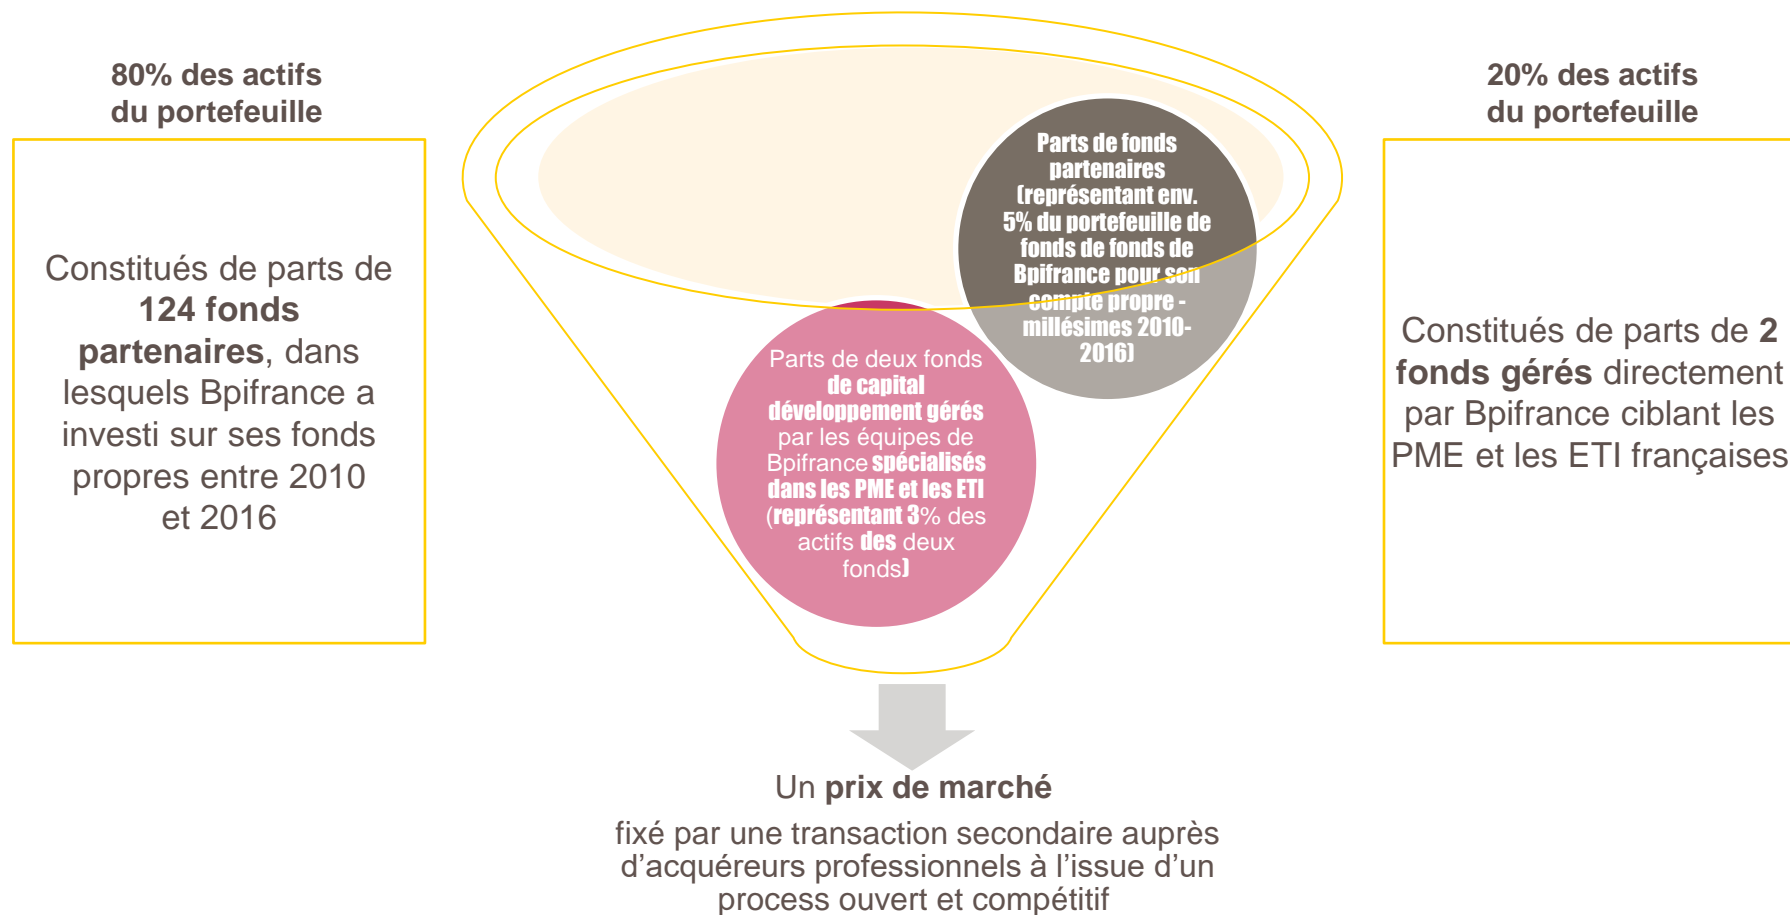 80% des actifs
du portefeuille
Constitués de parts de
124 fonds
partenaires, dans
lesquels Bpifrance a
investi sur ses fonds
propres entre 2010
et 2016
Parts de fonds
partenaires
(représentant env.
5% du portefeuille de
fonds de fonds de
Bpifrance pour son
compte propre -
millésimes 2010-
2016)
Parts de deux fonds
de capital
développement gérés
par les équipes de
Bpifrance spécialisés
dans les PME et les ETI
(représentant 3% des
actifs des deux
fonds)
20% des actifs
du portefeuille
Constitués de parts de 2
fonds gérés directement
par Bpifrance ciblant les
PME et les ETI françaises
Un prix de marché
fixé par une transaction secondaire auprès
d’acquéreurs professionnels à l’issue d’un
process ouvert et compétitif